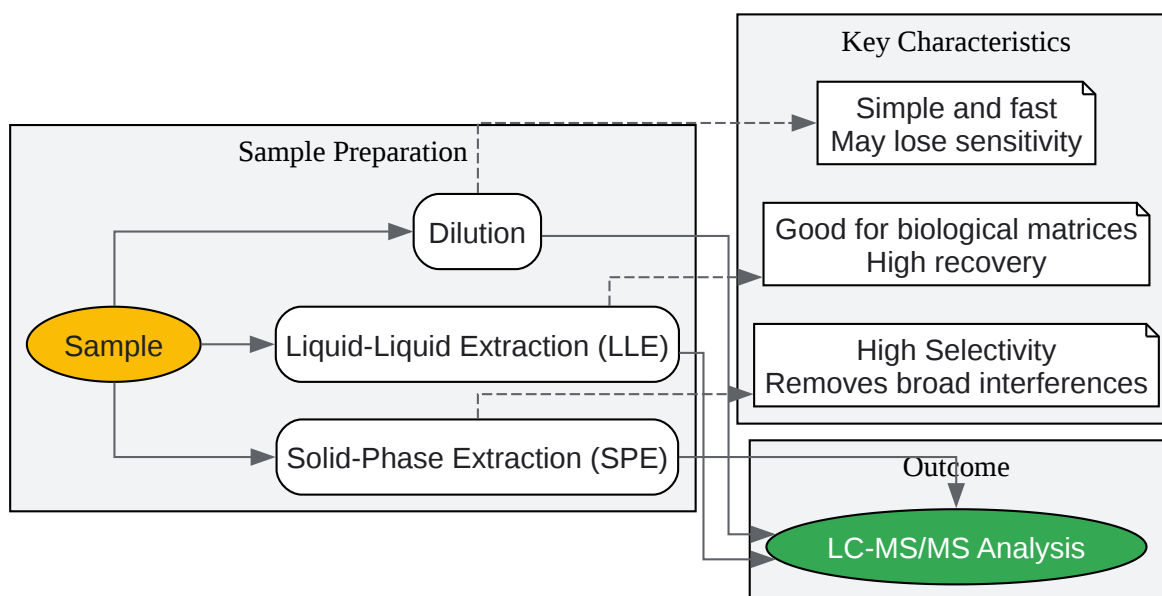 Key Characteristics
Simple and fast
May lose sensitivity
Sample Preparation
Dilution
Good for biological matrices
High recovery
Sample
Liquid-Liquid Extraction (LLE)
High Selectivity
Removes broad interferences
Solid-Phase Extraction (SPE)
Outcome
LC-MS/MS Analysis